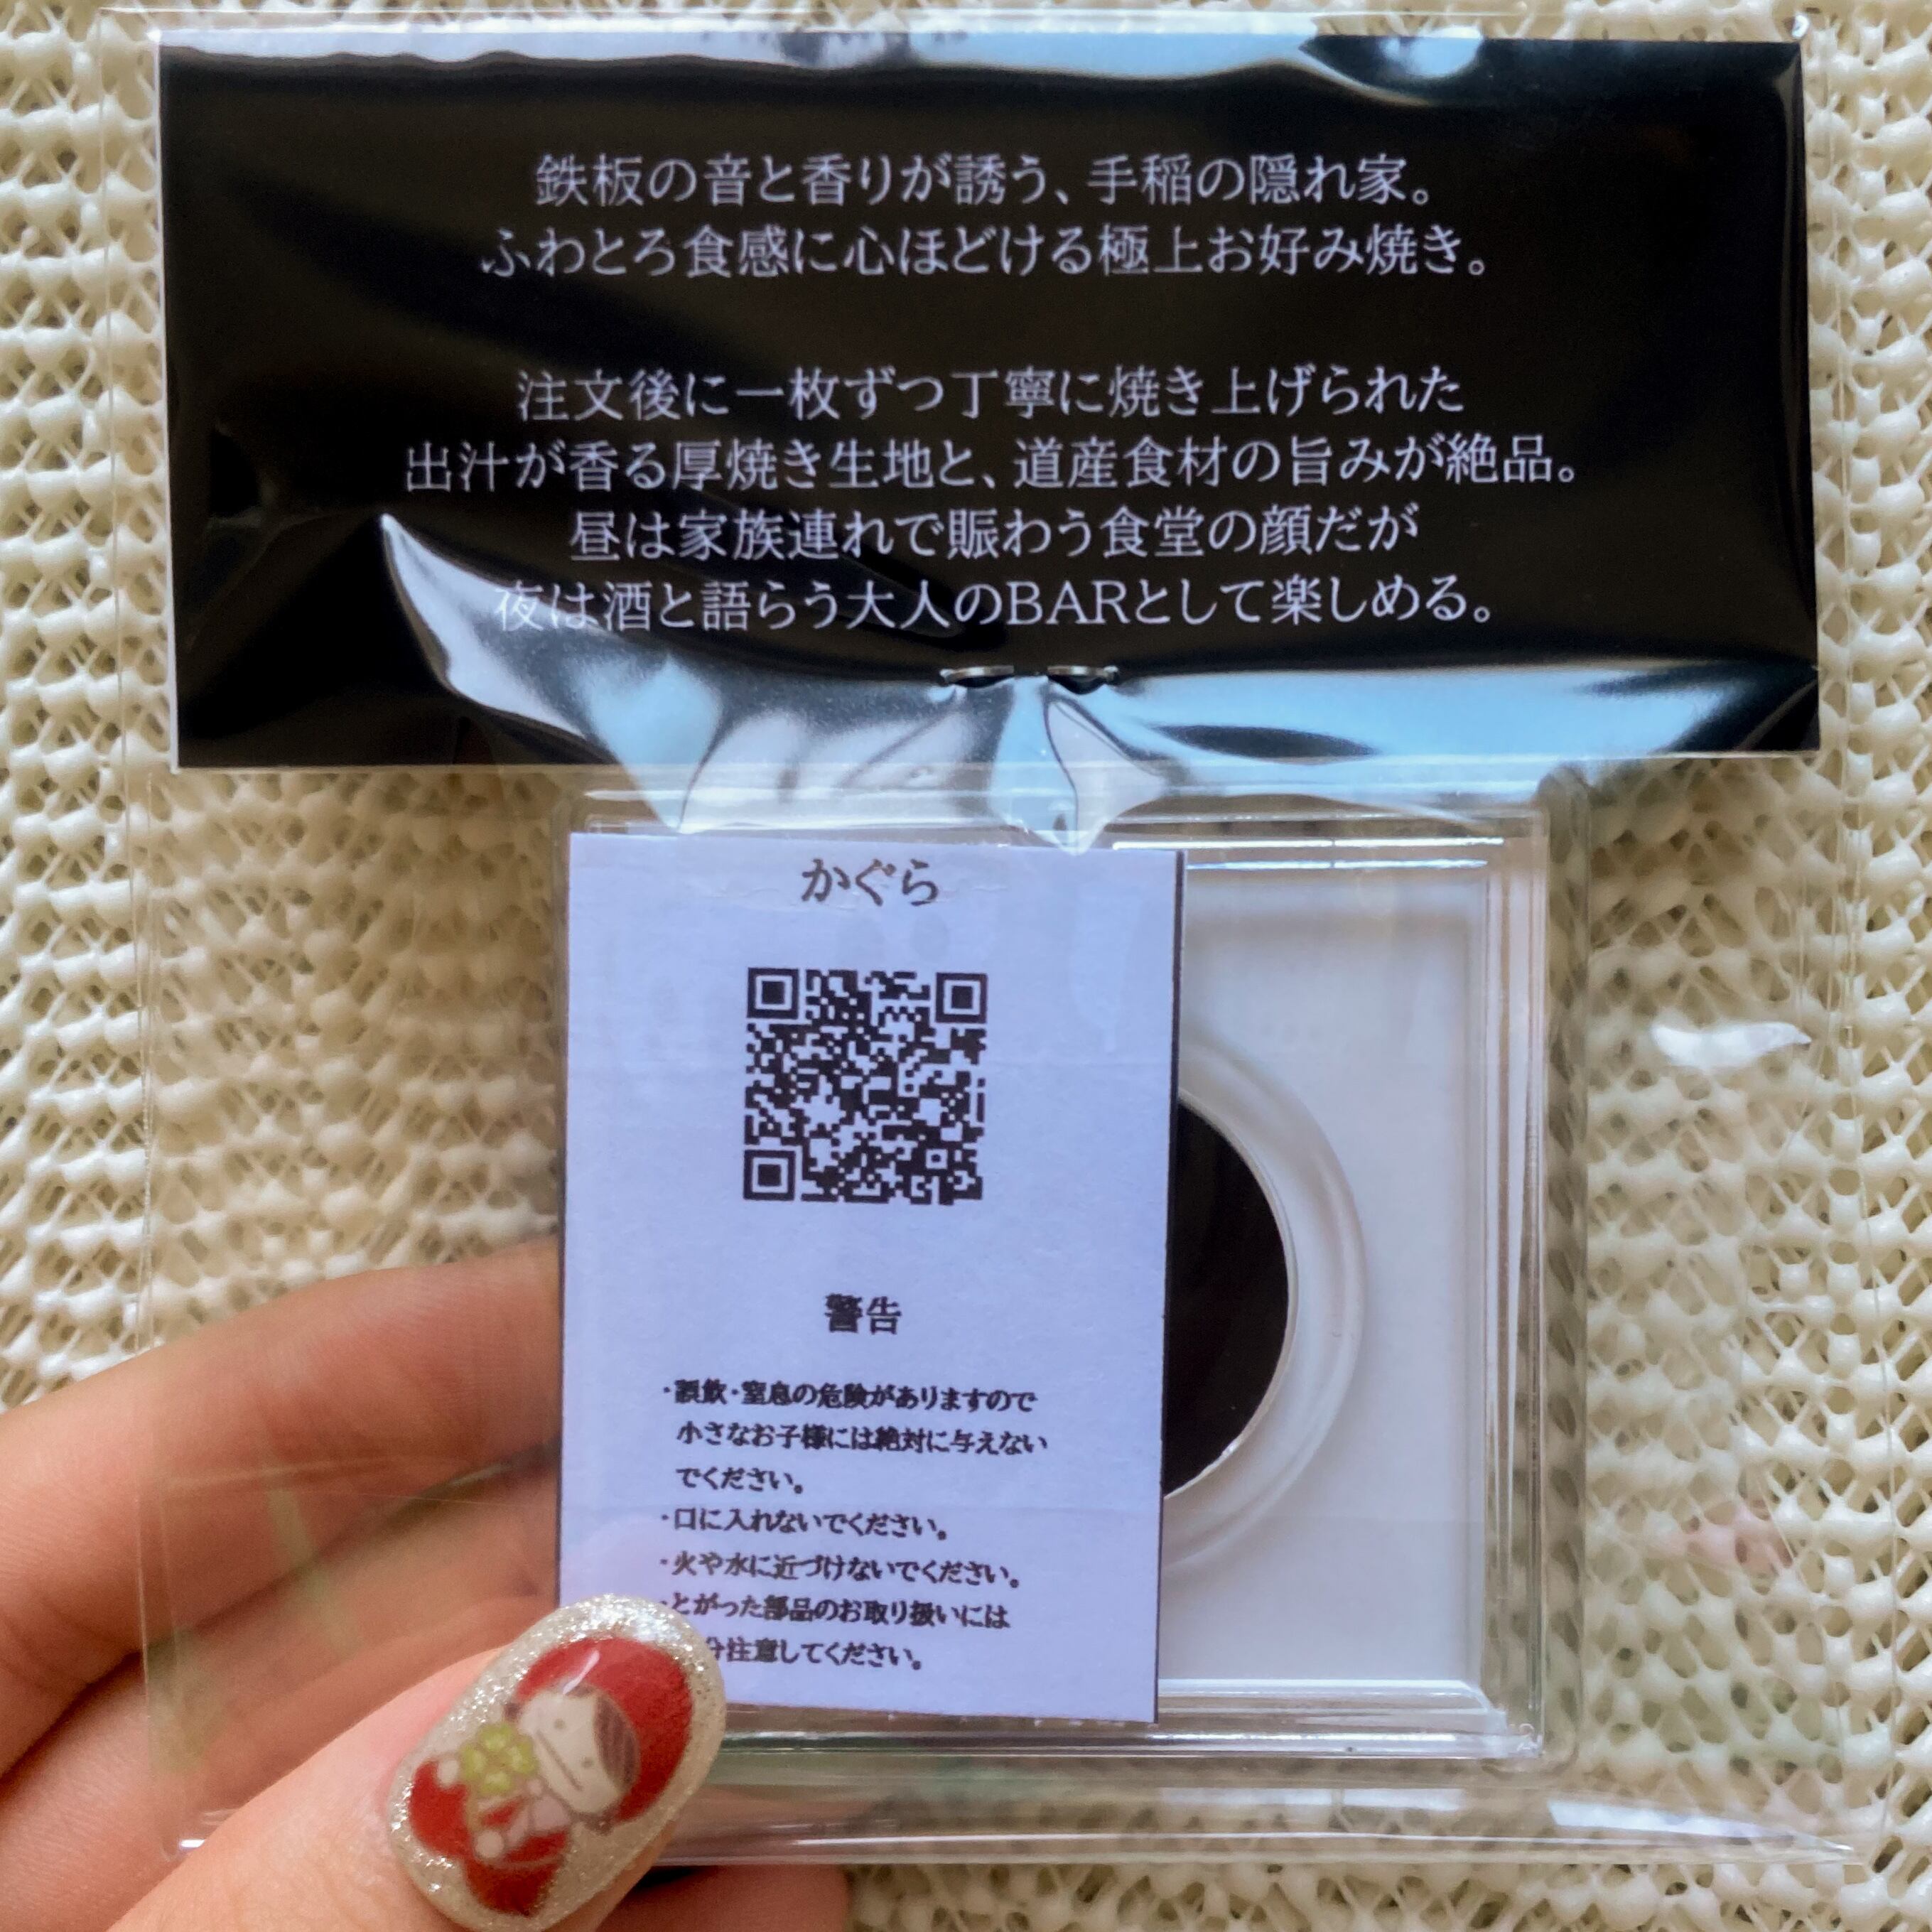 鉄板の音と香りが誘う、手稲の隠れ家。
ふわとろ食感に心ほどける極上お好み焼き。
注文後に一枚ずつ丁寧に焼き上げられた
出汁が香る厚焼き生地と、道産食材の旨みが絶品。
昼は家族連れで賑わう食堂の顔だが
夜は酒と語らう大人のBARとして楽しめる。
かぐら
警告
・誤飲・窒息の危険がありますので
小さなお子様には絶対に与えない
でください。
・口に入れないでください。
・火や水に近づけないでください。
・とがった部品のお取り扱いには
分注意してください。